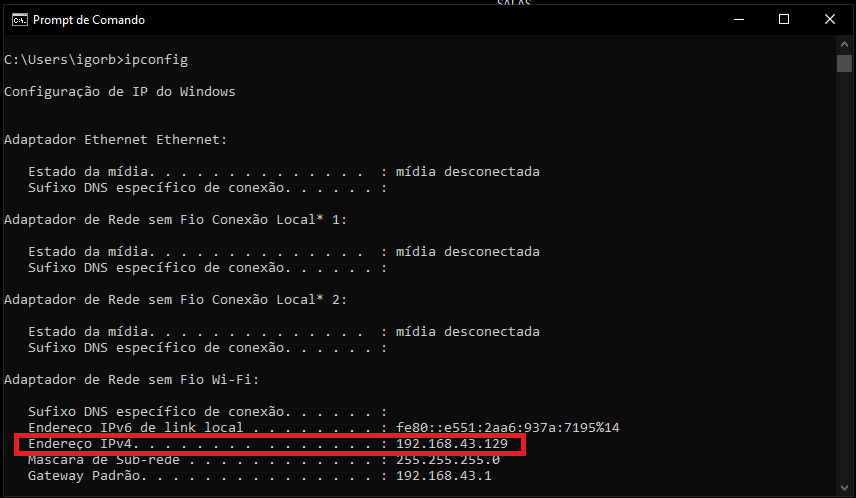 SALAS
Prompt de Comando
C:\Users\igorb>ipconfig
Configuração de IP do Windows
Adaptador Ethernet Ethernet:
Estado da mídia. . . . . . . . . . . . . .  : mídia desconectada
Sufixo DNS específico de conexão. . . . . . :
Adaptador de Rede sem Fio Conexão Local* 1:
Estado da mídia. . . . . . . . . . . . . .  : mídia desconectada
Sufixo DNS específico de conexão. . . . . . :
Adaptador de Rede sem Fio Conexão Local* 2:
Estado da mídia. . . . . . . . . . . . . .  : mídia desconectada
Sufixo DNS específico de conexão. . . . . . :
Adaptador de Rede sem Fio Wi-Fi:
Sufixo DNS específico de conexão. . . . . . :
Endereço IPv6 de link local . . . . . . . . : fe80::e551:2aa6:937a:7195%14
Endereço IPv4. . . . . . . .  . . . . . . . : 192.168.43.129
Máscara de Sub-rede . . . . . . . . . . . . : 255.255.255.0
Gateway Padrão. . . . . . . . . . . . . . . : 192.168.43.1